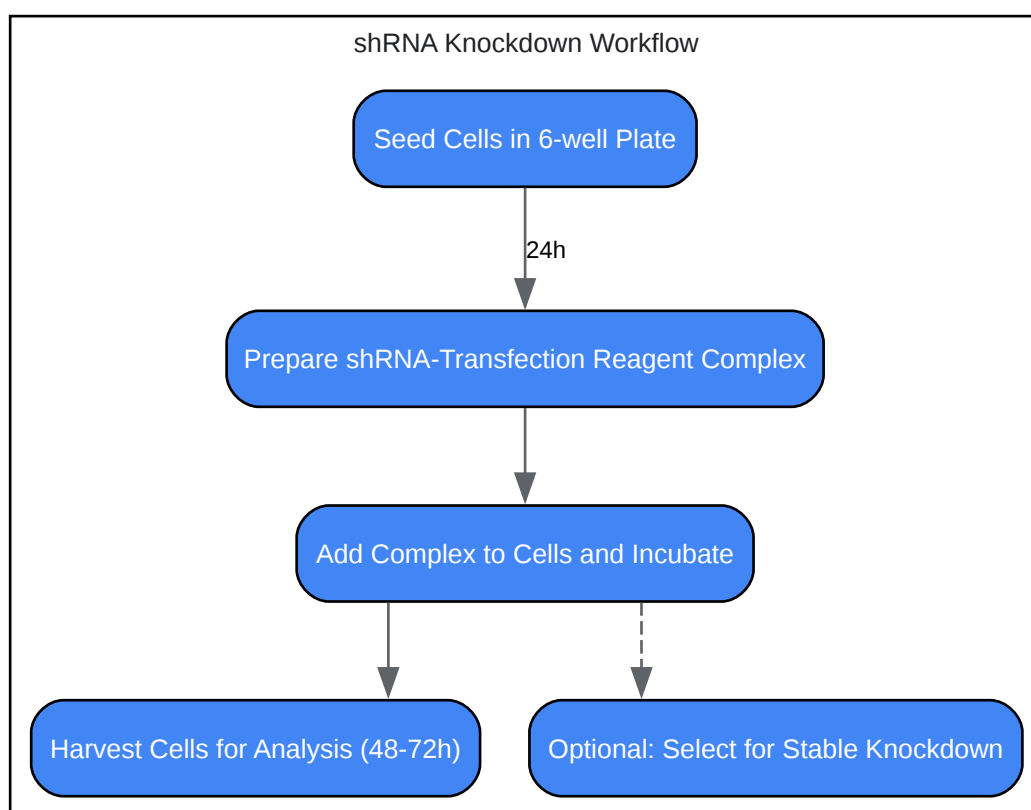 shRNA Knockdown Workflow
Seed Cells in 6-well Plate
24h
Prepare shRNA-Transfection Reagent Complex
Add Complex to Cells and Incubate
Harvest Cells for Analysis (48-72h)
Optional: Select for Stable Knockdown